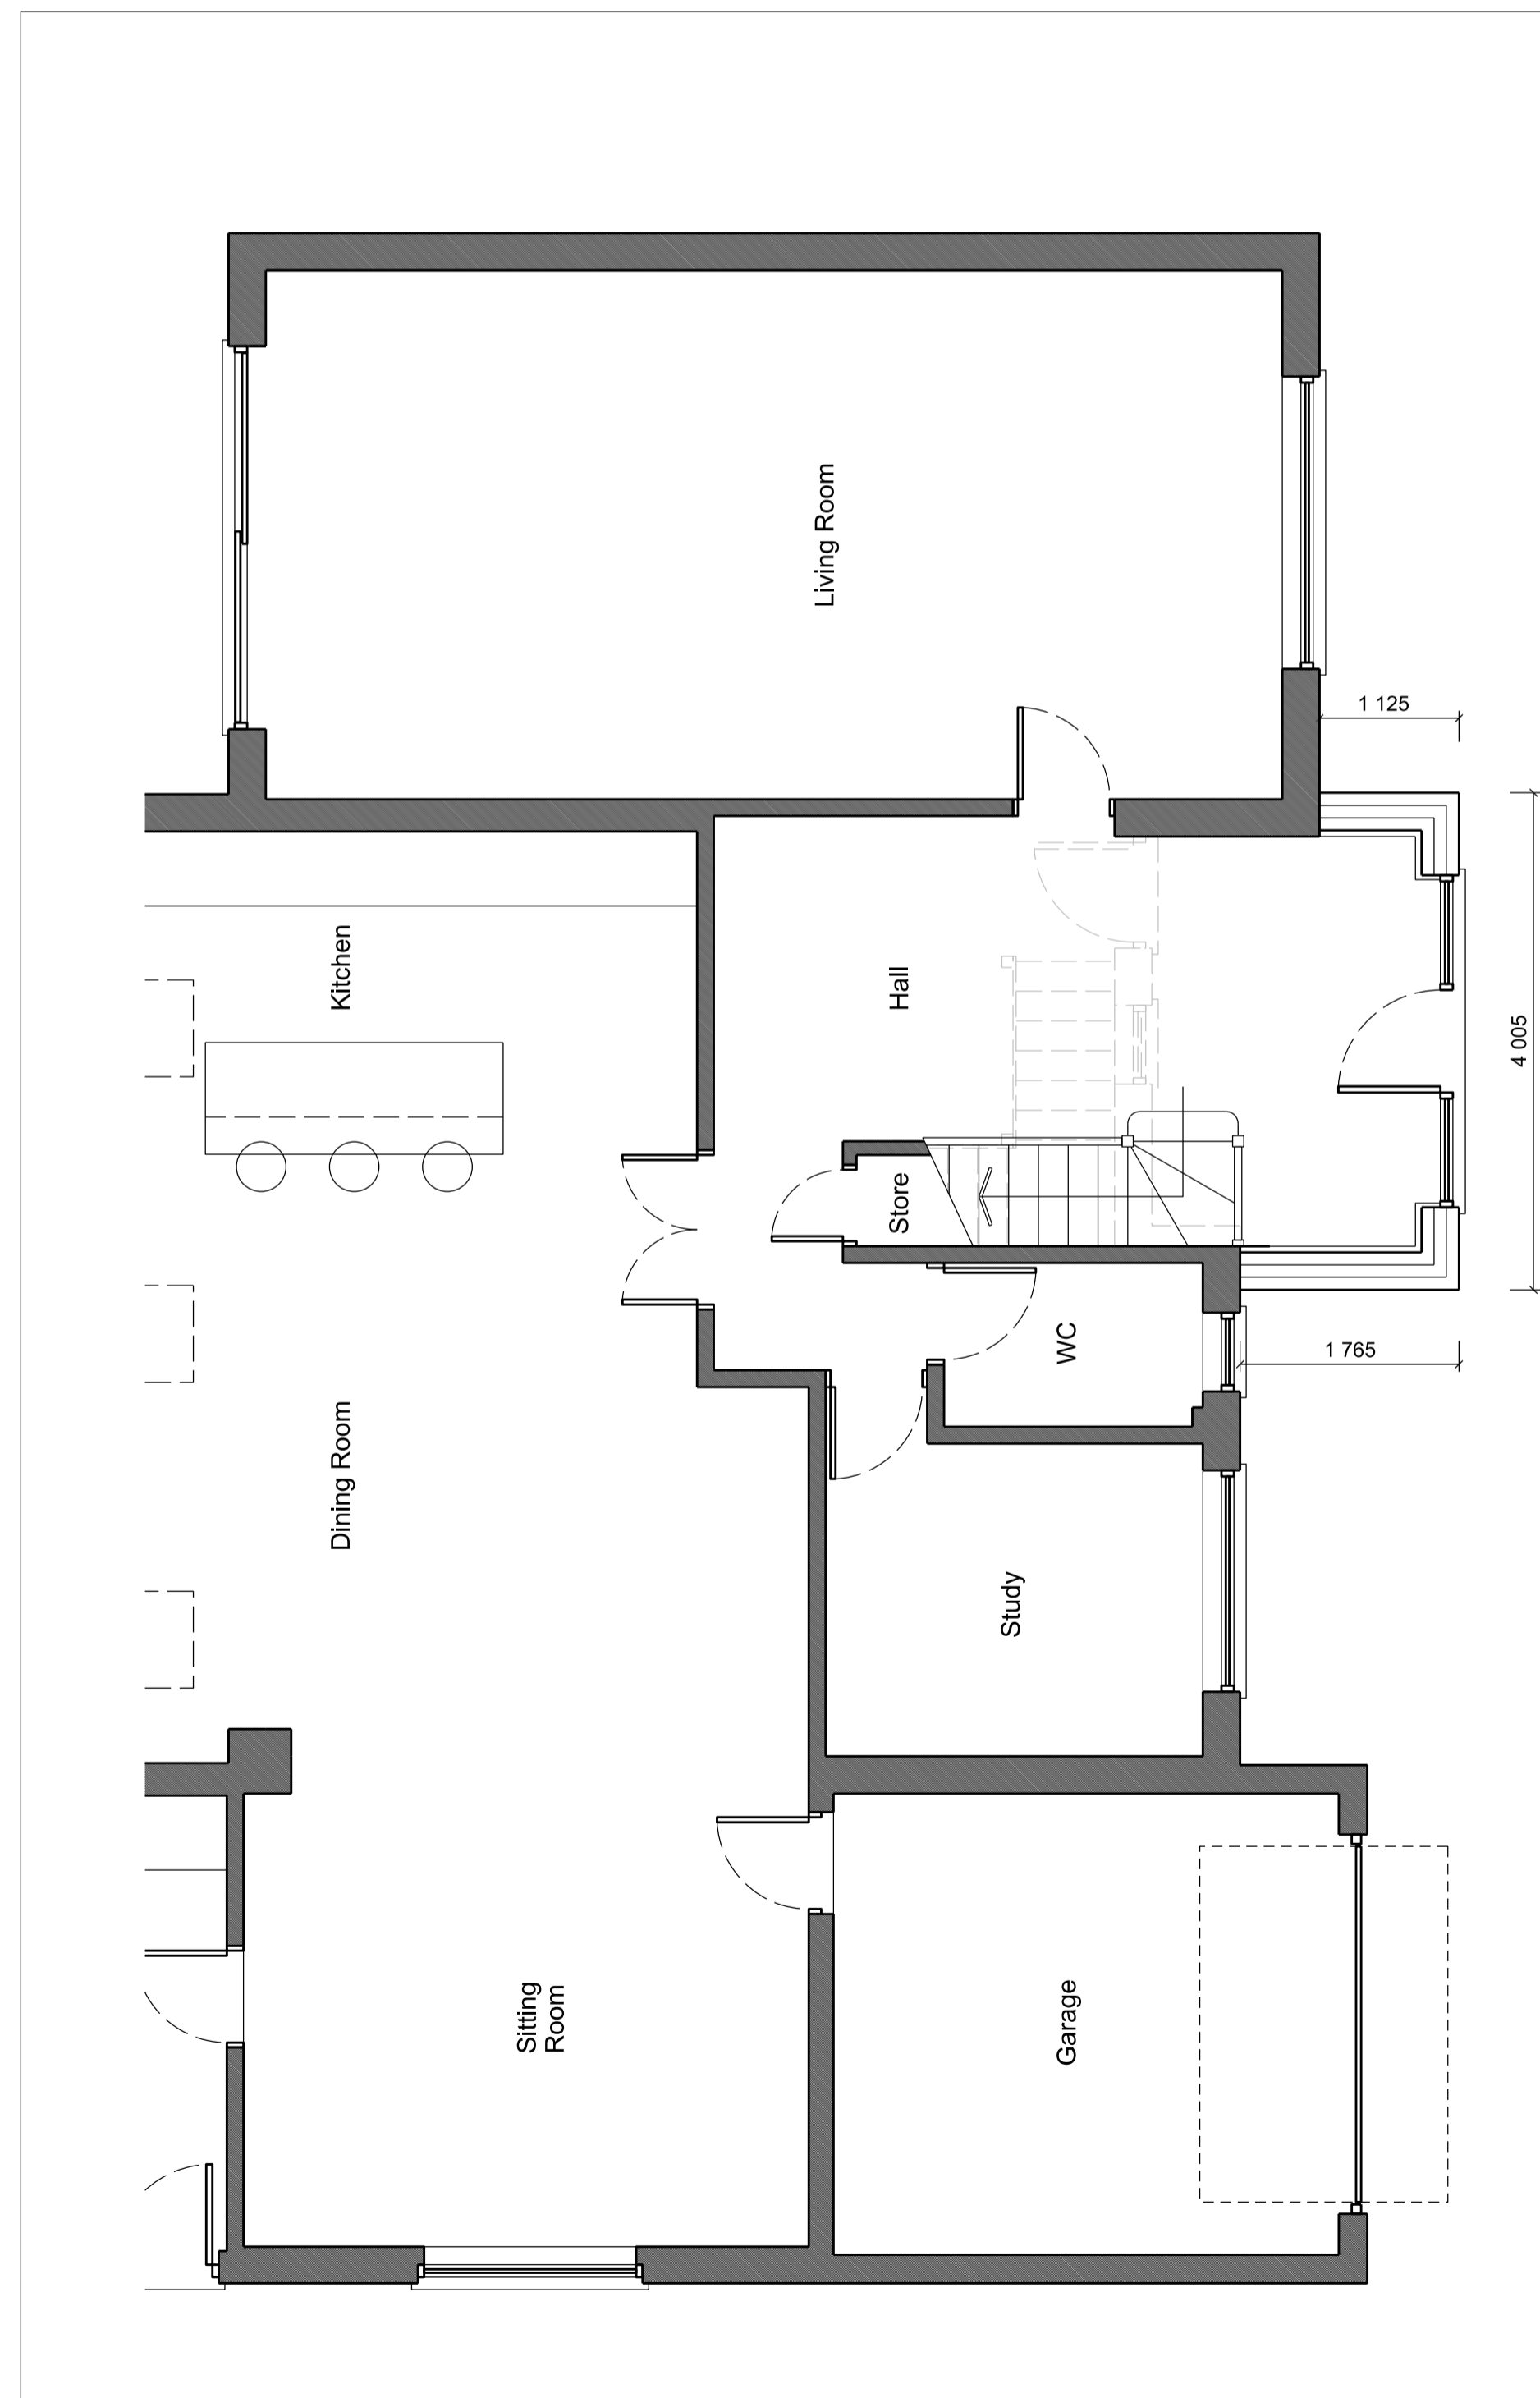 Living Room
1 125
Kitchen
Hall
4 005
Store
WC
1 765
Dining Room
Study
Sitting
Room
Garage